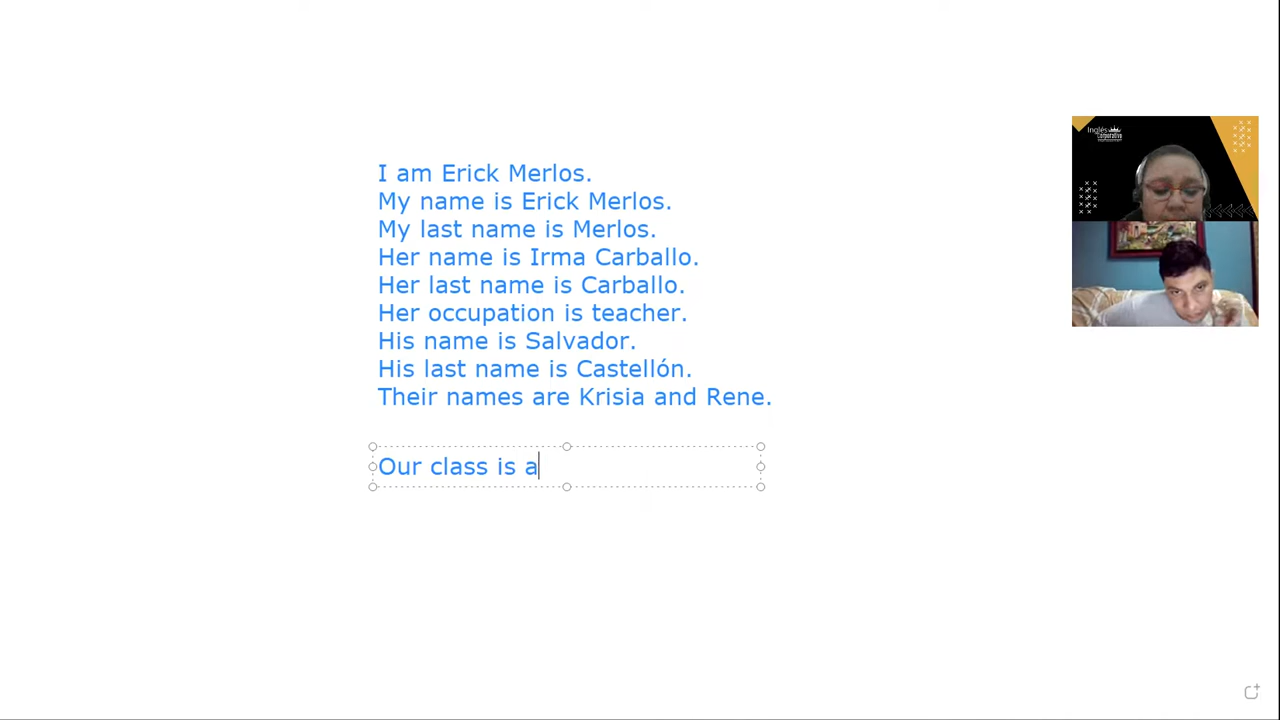 I am Erick Merlos.
My name is Erick Merlos.
My last name is Merlos.
Her name is Irma Carballo.
Her last name is Carballo.
Her occupation is teacher.
His name is Salvador.
His last name is Castellón.
Their names are Krisia and Rene.
Our class is a
Inglés
Corporativo